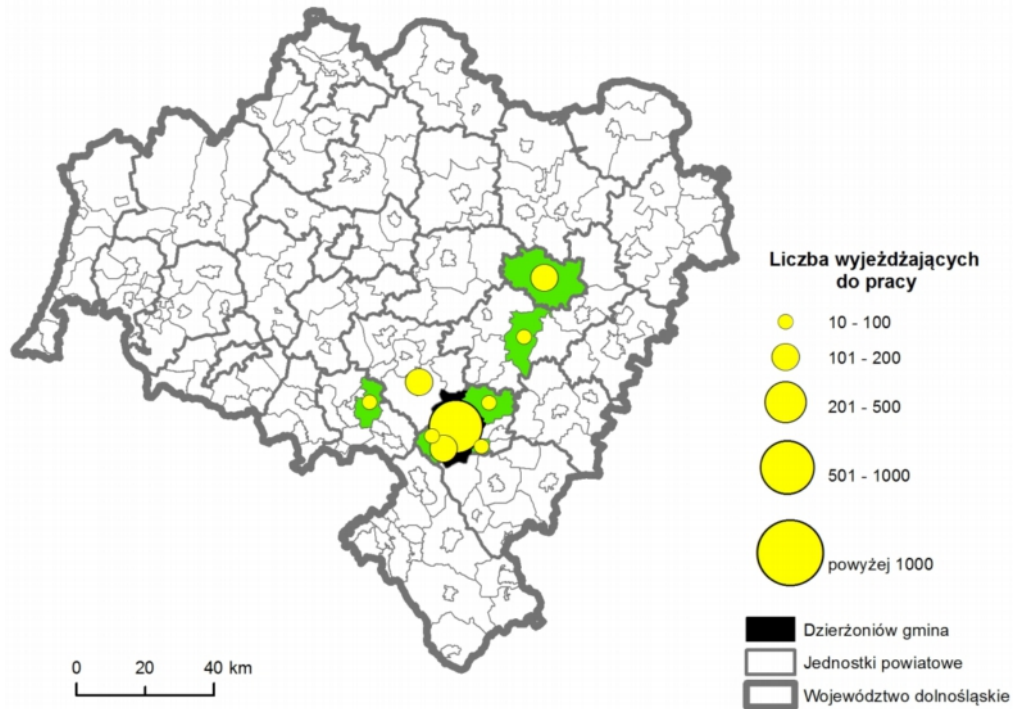 Liczba wyjeżdżających
do pracy
10 - 100
101 - 200
201 - 500
501 - 1000
powyżej 1000
Dzierżoniów gmina
Jednostki powiatowe
Województwo dolnośląskie
0 20 40 km